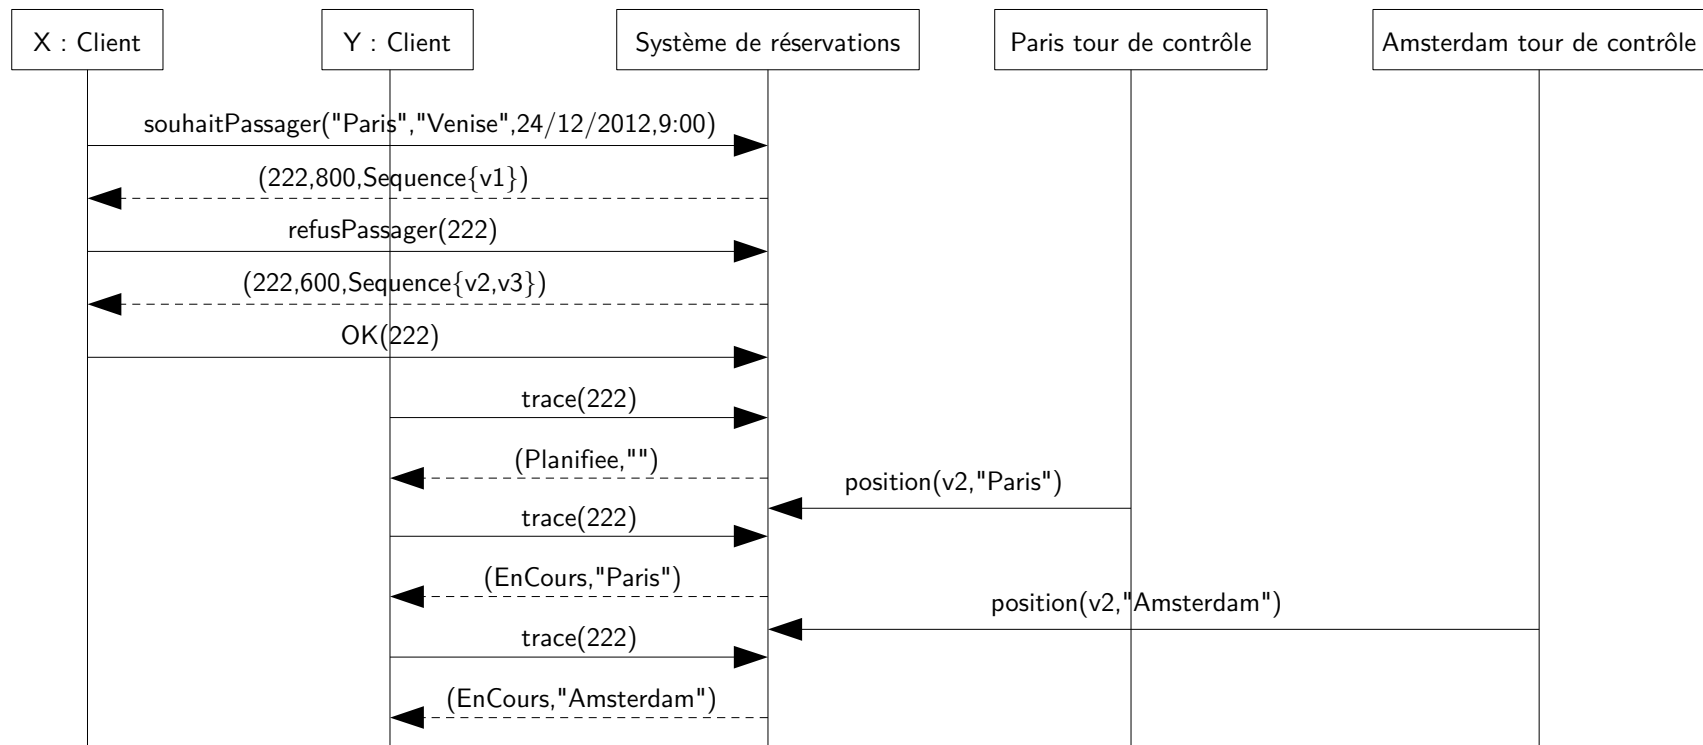 X : Client
Y : Client
Système de réservations
Paris tour de contrôle
Amsterdam tour de contrôle
souhaitPassager("Paris","Venise",24/12/2012,9:00)
(222,800,Sequence{v1})
refusPassager(222)
(222,600,Sequence{v2,v3})
OK(222)
trace(222)
(Planifiee,"")
position(v2,"Paris")
trace(222)
(EnCours,"Paris")
position(v2,"Amsterdam")
trace(222)
(EnCours,"Amsterdam")